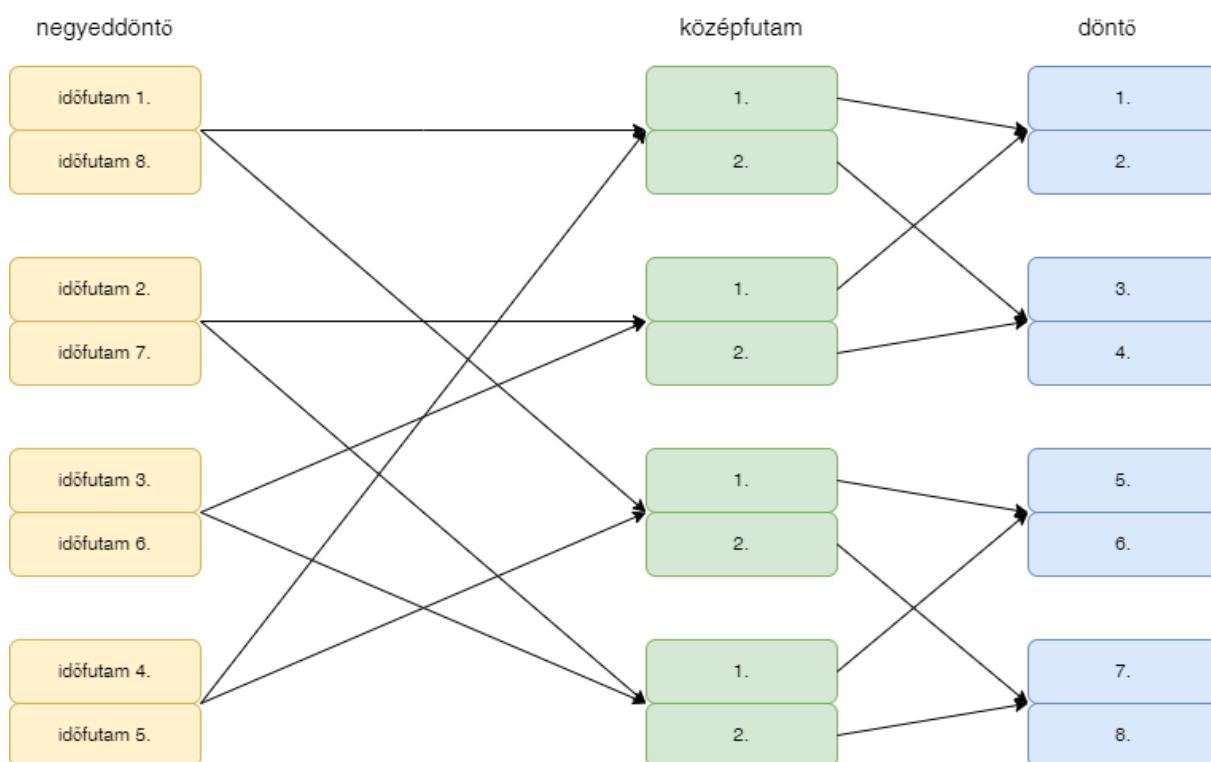 negyeddöntő
középfutam
döntő
időfutam 1.
1.
1.
időfutam 8.
2.
2.
időfutam 2.
1.
3.
időfutam 7.
2.
4.
időfutam 3.
1.
5.
időfutam 6.
2.
6.
időfutam 4.
1.
7.
időfutam 5.
2.
8.